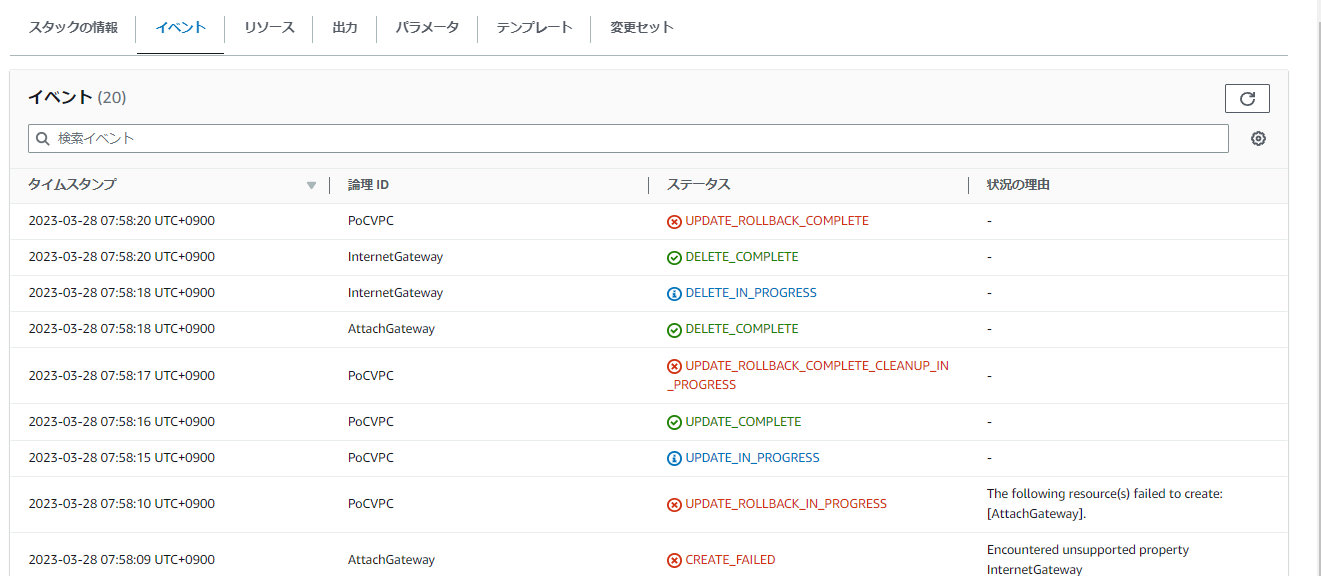 スタックの情報 イベント リソース 出力 パラメータ テンプレート 変更セット
イベント (20)
検索イベント
タイムスタンプ 論理 ID ステータス 状況の理由
2023-03-28 07:58:20 UTC+0900 PoCVPC UPDATE_ROLLBACK_COMPLETE -
2023-03-28 07:58:20 UTC+0900 InternetGateway DELETE_COMPLETE -
2023-03-28 07:58:18 UTC+0900 InternetGateway DELETE_IN_PROGRESS -
2023-03-28 07:58:18 UTC+0900 AttachGateway DELETE_COMPLETE -
2023-03-28 07:58:17 UTC+0900 PoCVPC UPDATE_ROLLBACK_COMPLETE_CLEANUP_IN -
_PROGRESS
2023-03-28 07:58:16 UTC+0900 PoCVPC UPDATE_COMPLETE -
2023-03-28 07:58:15 UTC+0900 PoCVPC UPDATE_IN_PROGRESS -
2023-03-28 07:58:10 UTC+0900 PoCVPC UPDATE_ROLLBACK_IN_PROGRESS The following resource(s) failed to create:
[AttachGateway].
2023-03-28 07:58:09 UTC+0900 AttachGateway CREATE_FAILED Encountered unsupported property
InternetGateway